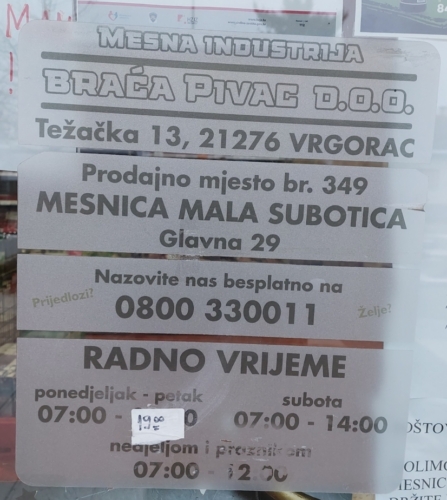 MESNA INDUSTRIJA
BRAĆA PIVAC D.O.O.
Težačka 13, 21276 VRGORAC
Prodajno mjesto br. 349
MESNICA MALA SUBOTICA
Glavna 29
Nazovite nas besplatno na
Prijedlozi? 0800 330011 Želje?
RADNO VRIJEME
ponedjeljak - petak subota
07:00 - 19:00 07:00 - 14:00
nedjeljom i praznikom
07:00 - 12:00